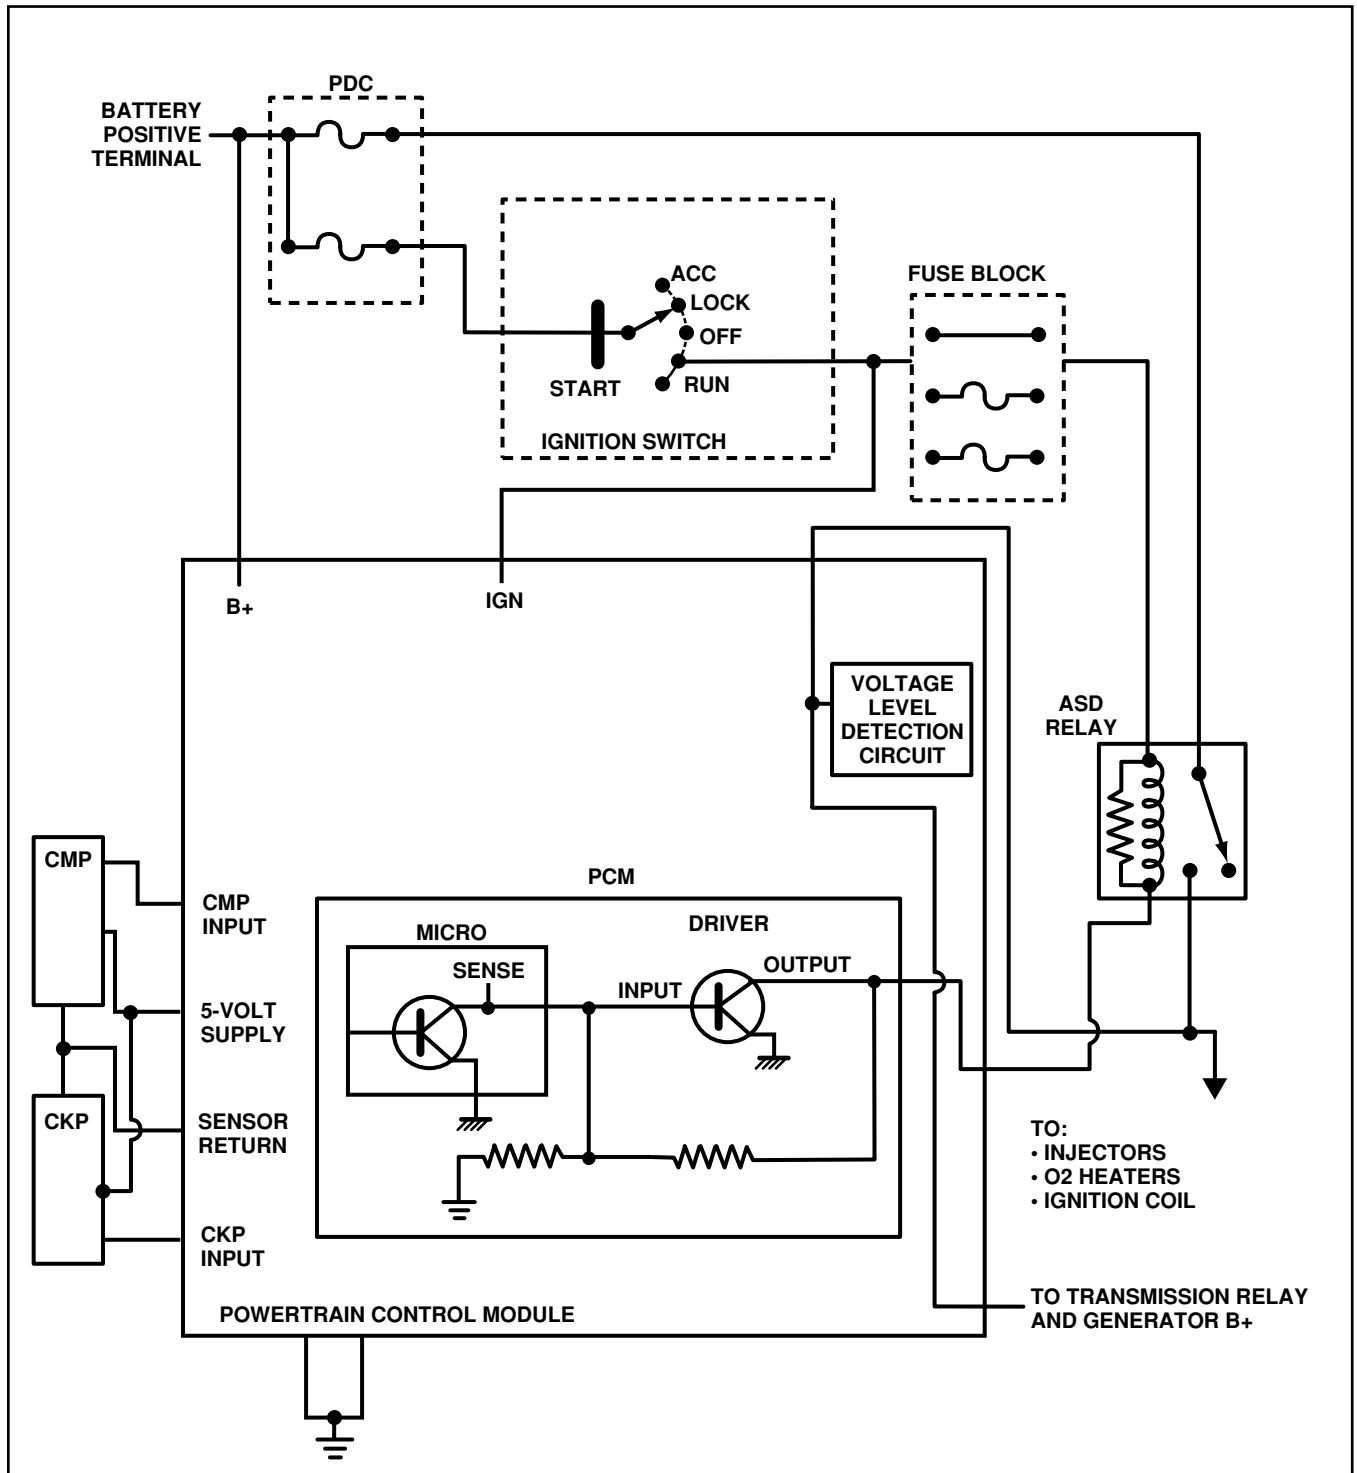 PDC
BATTERY
POSITIVE
TERMINAL
ACC
LOCK
OFF
RUN
START
IGNITION SWITCH
FUSE BLOCK
B+
IGN
VOLTAGE
LEVEL
DETECTION
CIRCUIT
ASD
RELAY
CMP
CMP
INPUT
5-VOLT
SUPPLY
CKP
SENSOR
RETURN
CKP
INPUT
PCM
MICRO
SENSE
INPUT
DRIVER
OUTPUT
TO:
• INJECTORS
• O2 HEATERS
• IGNITION COIL
POWERTRAIN CONTROL MODULE
TO TRANSMISSION RELAY
AND GENERATOR B+